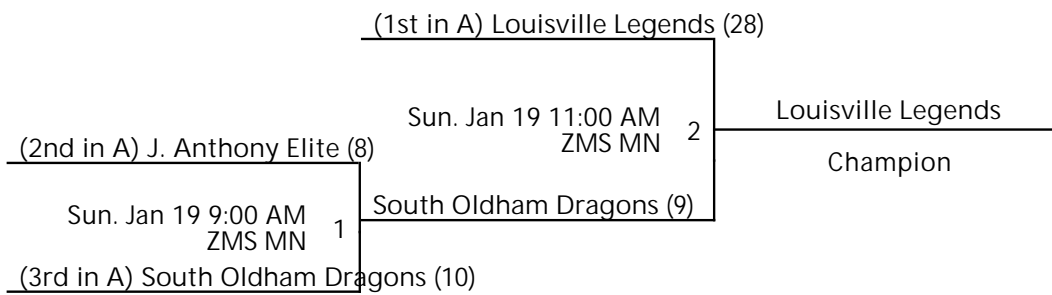 (1st in A) Louisville Legends (28)
Sun. Jan 19 11:00 AM
ZMS MN
2
Louisville Legends
Champion
(2nd in A) J. Anthony Elite (8)
Sun. Jan 19 9:00 AM
ZMS MN
1
South Oldham Dragons (9)
(3rd in A) South Oldham Dragons (10)